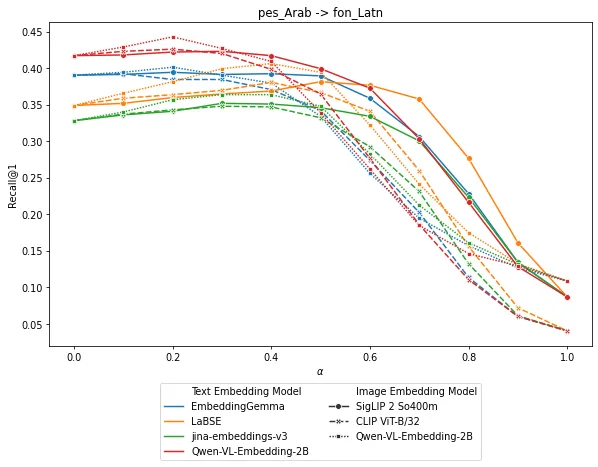 pes_Arab -> fon_Latn
Recall@1
0.45
0.40
0.35
0.30
0.25
0.20
0.15
0.10
0.05
0.0 0.2 0.4 0.6 0.8 1.0
α
Text Embedding Model
EmbeddingGemma
LaBSE
jina-embeddings-v3
Qwen-VL-Embedding-2B
Image Embedding Model
SigLIP 2 So400m
CLIP ViT-B/32
Qwen-VL-Embedding-2B